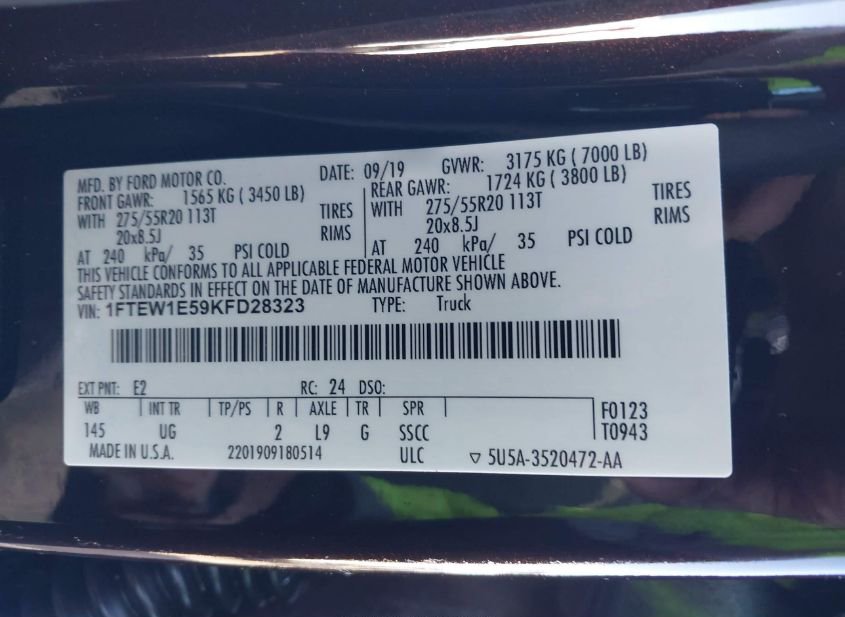 MFD. BY FORD MOTOR CO. DATE: 09/19 GVWR: 3175 KG ( 7000 LB)
FRONT GAWR: 1565 KG ( 3450 LB) REAR GAWR: 1724 KG ( 3800 LB)
WITH 275/55R20 113T TIRES WITH 275/55R20 113T TIRES
20x8.5J RIMS 20x8.5J RIMS
AT 240 kPa/ 35 PSI COLD AT 240 kPa/ 35 PSI COLD
THIS VEHICLE CONFORMS TO ALL APPLICABLE FEDERAL MOTOR VEHICLE
SAFETY STANDARDS IN EFFECT ON THE DATE OF MANUFACTURE SHOWN ABOVE.
VIN: 1FTEW1E59KFD28323 TYPE: Truck
EXT PNT: E2 RC: 24 DSO:
WB INT TR TP/PS R AXLE TR SPR F0123
145 UG 2 L9 G SSCC T0943
MADE IN U.S.A. 2201909180514 ULC ▽ 5U5A-3520472-AA